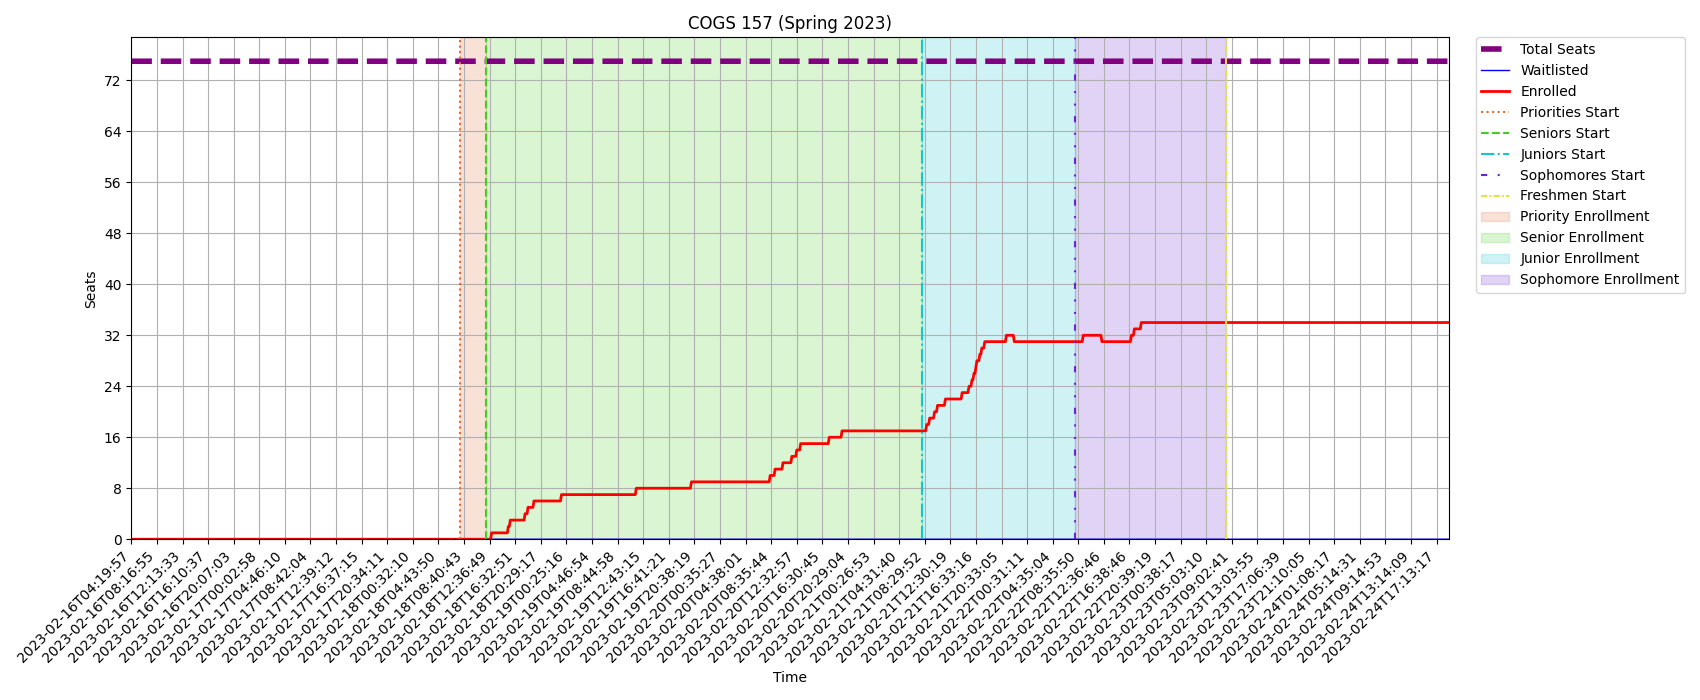 COGS 157 (Spring 2023)
Total Seats
Waitlisted
Enrolled
Priorities Start
Seniors Start
Juniors Start
Sophomores Start
Freshmen Start
Priority Enrollment
Senior Enrollment
Junior Enrollment
Sophomore Enrollment
Seats
72
64
56
48
40
32
24
16
8
0
2023-02-16T04:19:57
2023-02-16T08:16:55
2023-02-16T12:13:33
2023-02-16T16:10:37
2023-02-16T20:07:03
2023-02-17T00:02:58
2023-02-17T04:46:10
2023-02-17T08:42:04
2023-02-17T12:39:12
2023-02-17T16:37:15
2023-02-17T20:34:11
2023-02-18T00:32:10
2023-02-18T04:43:50
2023-02-18T08:40:43
2023-02-18T12:36:49
2023-02-18T16:32:51
2023-02-18T20:29:17
2023-02-19T00:25:16
2023-02-19T04:46:54
2023-02-19T08:44:58
2023-02-19T12:43:15
2023-02-19T16:41:21
2023-02-19T20:38:19
2023-02-20T00:35:27
2023-02-20T04:38:01
2023-02-20T08:35:44
2023-02-20T12:32:57
2023-02-20T16:30:45
2023-02-20T20:29:04
2023-02-21T00:26:53
2023-02-21T04:31:40
2023-02-21T08:29:52
2023-02-21T12:30:19
2023-02-21T16:33:16
2023-02-21T20:33:05
2023-02-22T00:31:11
2023-02-22T04:35:04
2023-02-22T08:35:50
2023-02-22T12:36:46
2023-02-22T16:38:46
2023-02-22T20:39:19
2023-02-23T00:38:17
2023-02-23T05:03:10
2023-02-23T09:02:41
2023-02-23T13:03:55
2023-02-23T17:06:39
2023-02-23T21:10:05
2023-02-24T01:08:17
2023-02-24T05:14:31
2023-02-24T09:14:53
2023-02-24T13:14:09
2023-02-24T17:13:17
Time